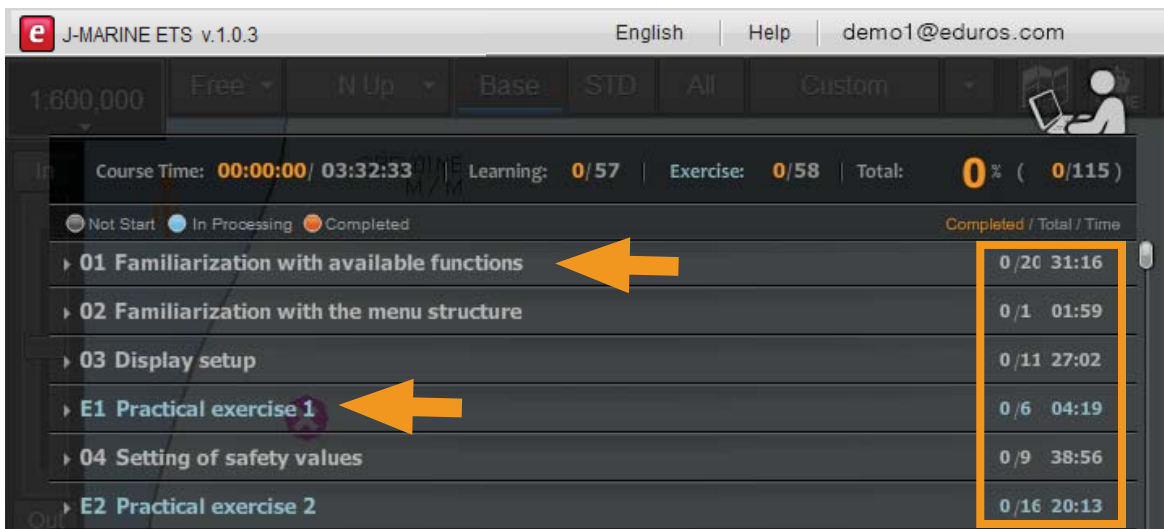 e J-MARINE ETS v.1.0.3 English Help demo1@eduros.com
1:600,000 Free N Up Base STD All Custom
In Course Time: 00:00:00/ 03:32:33 Learning: 0/57 Exercise: 0/58 Total: 0 % ( 0/115 )
Not Start In Processing Completed Completed / Total / Time
01 Familiarization with available functions 0/20 31:16
02 Familiarization with the menu structure 0/1 01:59
03 Display setup 0/11 27:02
E1 Practical exercise 1 0/6 04:19
04 Setting of safety values 0/9 38:56
E2 Practical exercise 2 0/16 20:13
Out